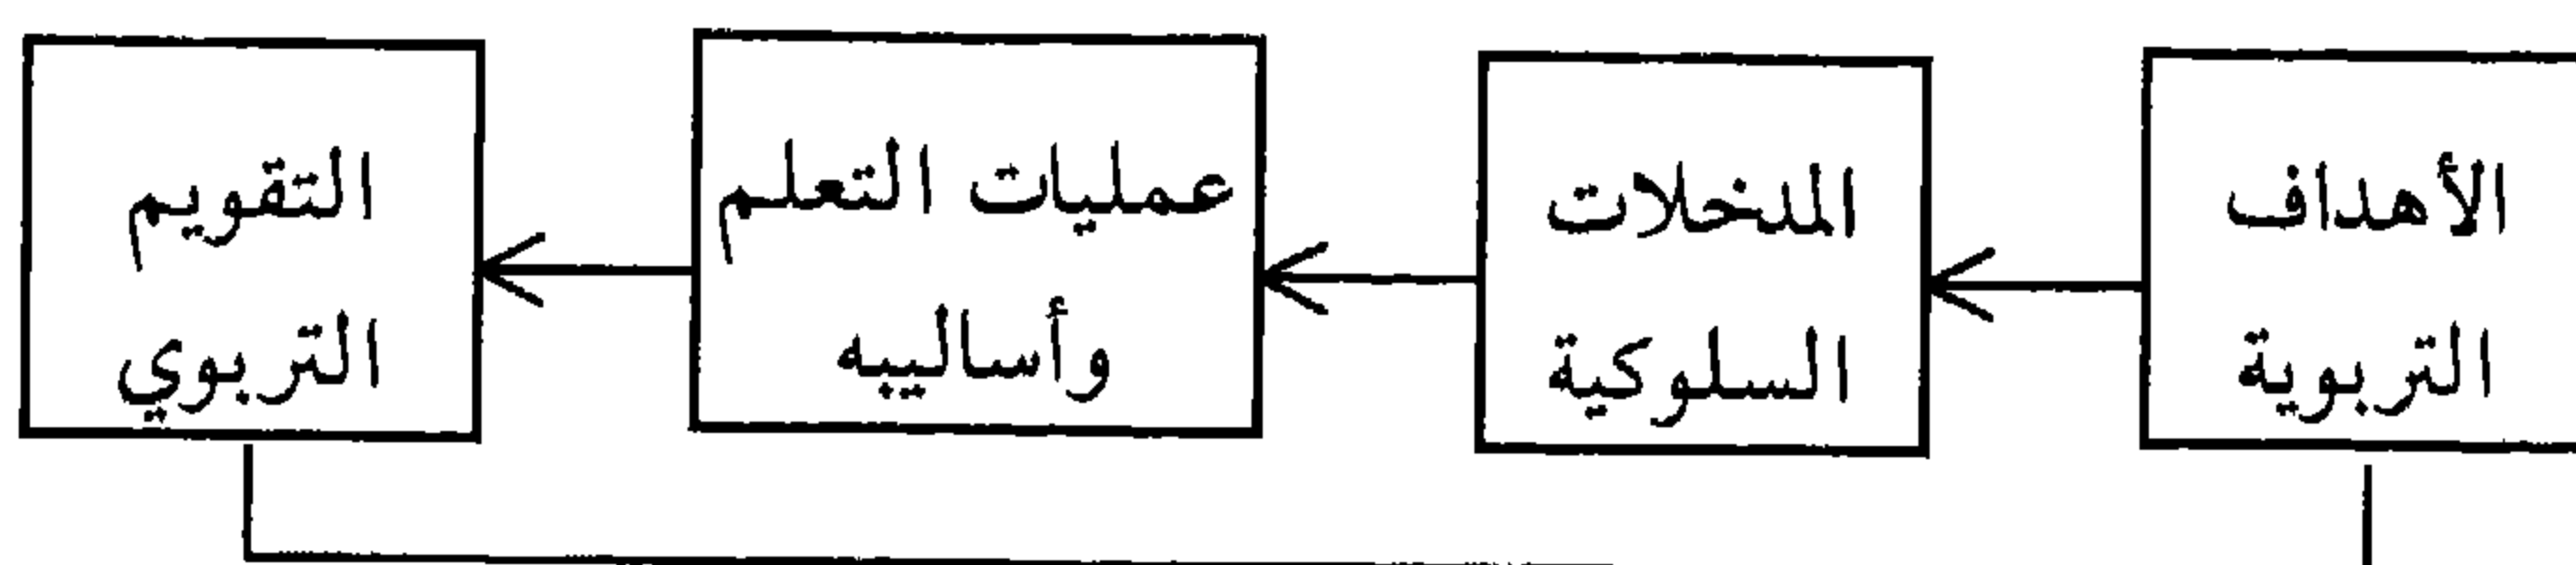 الأهداف
التربوية
المدخلات
السلوكية
عمليات التعلم
وأساليبه
التقويم
التربوي